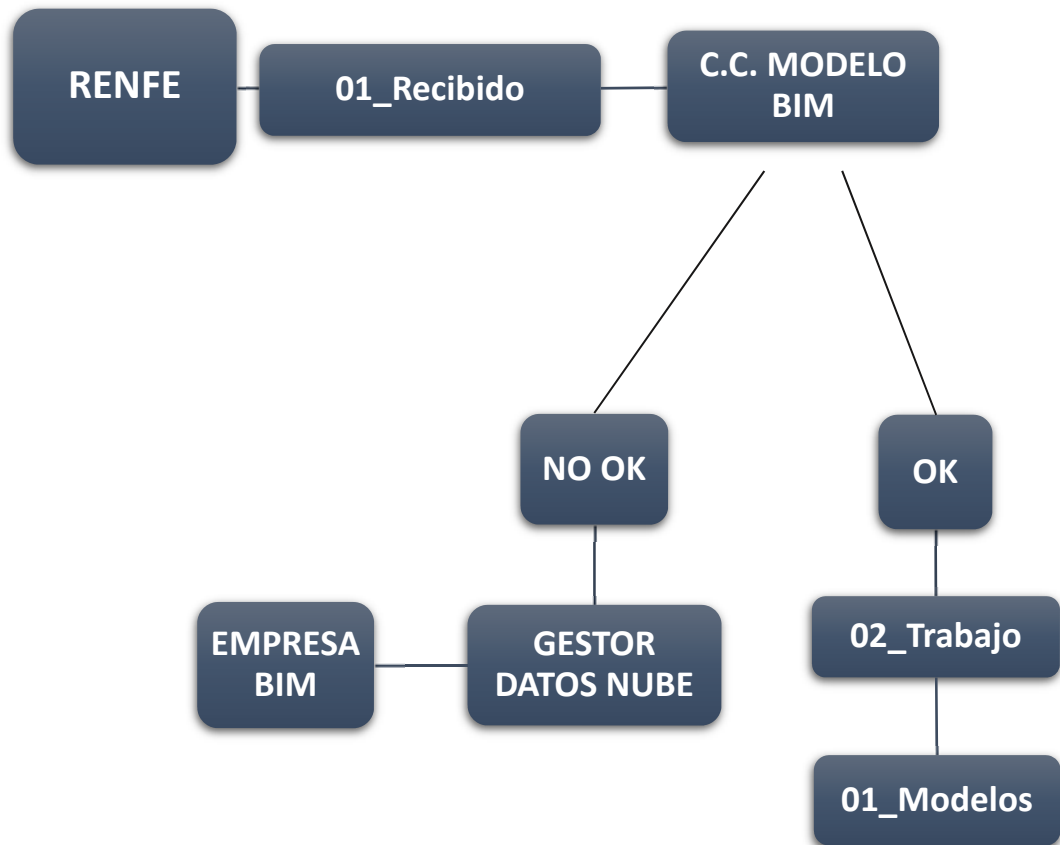 RENFE
01_Recibido
C.C. MODELO
BIM
NO OK
OK
EMPRESA
BIM
GESTOR
DATOS NUBE
02_Trabajo
01_Modelos